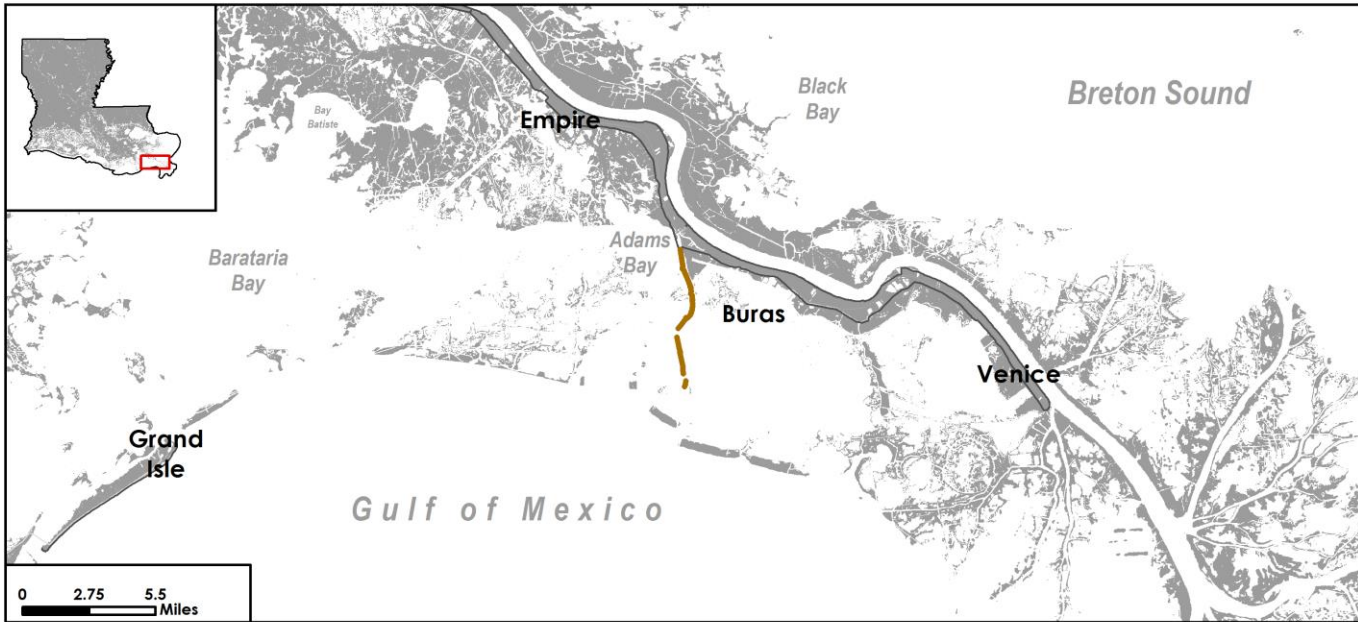 Black
Bay
Breton Sound
Bay
Batiste
Empire
Adams
Bay
Barataria
Bay
Buras
Venice
Grand
Isle
Gulf of Mexico
0 2.75 5.5
Miles